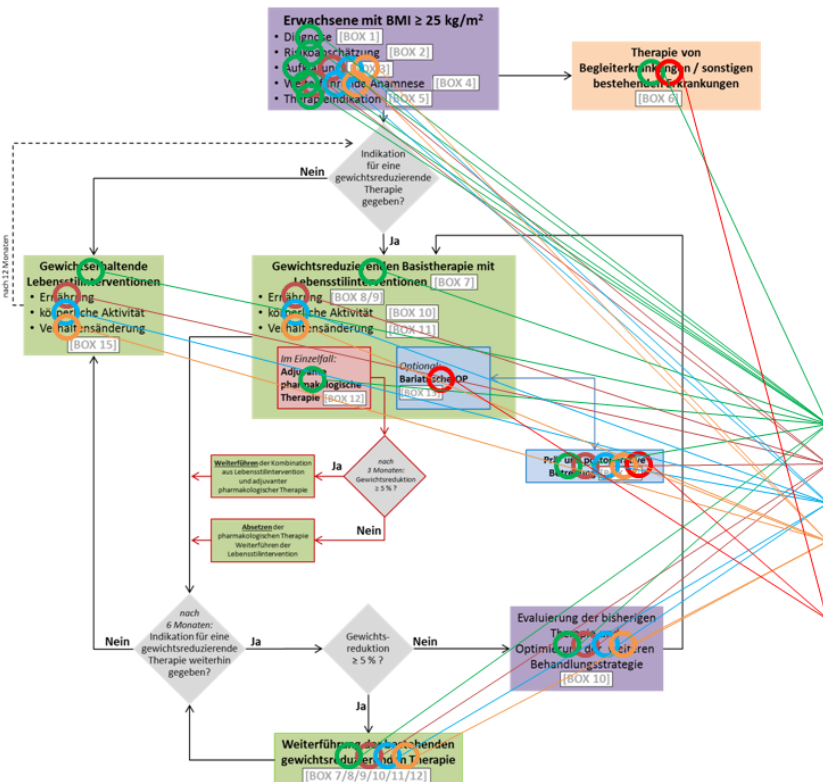 Erwachsene mit BMI ≥ 25 kg/m²
• Diagnose [BOX 1]
• Risikoabschätzung [BOX 2]
• [BOX 3]
• Anamnese [BOX 4]
• Therapieindikation [BOX 5]
Therapie von
Begleiterkrankungen / sonstigen
bestehenden Erkrankungen
[BOX 6]
Indikation
für eine
gewichtsreduzierende
Therapie
gegeben?
Nein
Ja
nach 12 Monaten
Gewichtserhaltende
Lebensstilinterventionen
• Ernährung
• körperliche Aktivität
• Verhaltensänderung
[BOX 15]
Gewichtsreduzierenden Basistherapie mit
Lebensstilinterventionen [BOX 7]
• Ernährung [BOX 8/9]
• körperliche Aktivität [BOX 10]
• Verhaltensänderung [BOX 11]
Im Einzelfall:
Adjuvante
pharmakologische
Therapie [BOX 12]
Optional:
Bariatrische OP
[BOX 13]
Prä- und postoperative
Betreuung
nach
3 Monaten:
Gewichtsreduktion
≥ 5 % ?
Ja
Weiterführen der Kombination
aus Lebensstilintervention
und adjuvanter
pharmakologischer Therapie
Nein
Absetzen der
pharmakologischen Therapie
Weiterführen der
Lebensstilintervention
nach
6 Monaten:
Indikation für eine
gewichtsreduzierende
Therapie weiterhin
gegeben?
Nein
Ja
Gewichts-
reduktion
≥ 5 % ?
Nein
Ja
Evaluierung der bisherigen
Therapie und
Optimierung der weiteren
Behandlungsstrategie
[BOX 10]
Weiterführung der bestehenden
gewichtsreduzierenden Therapie
[BOX 7/8/9/10/11/12]